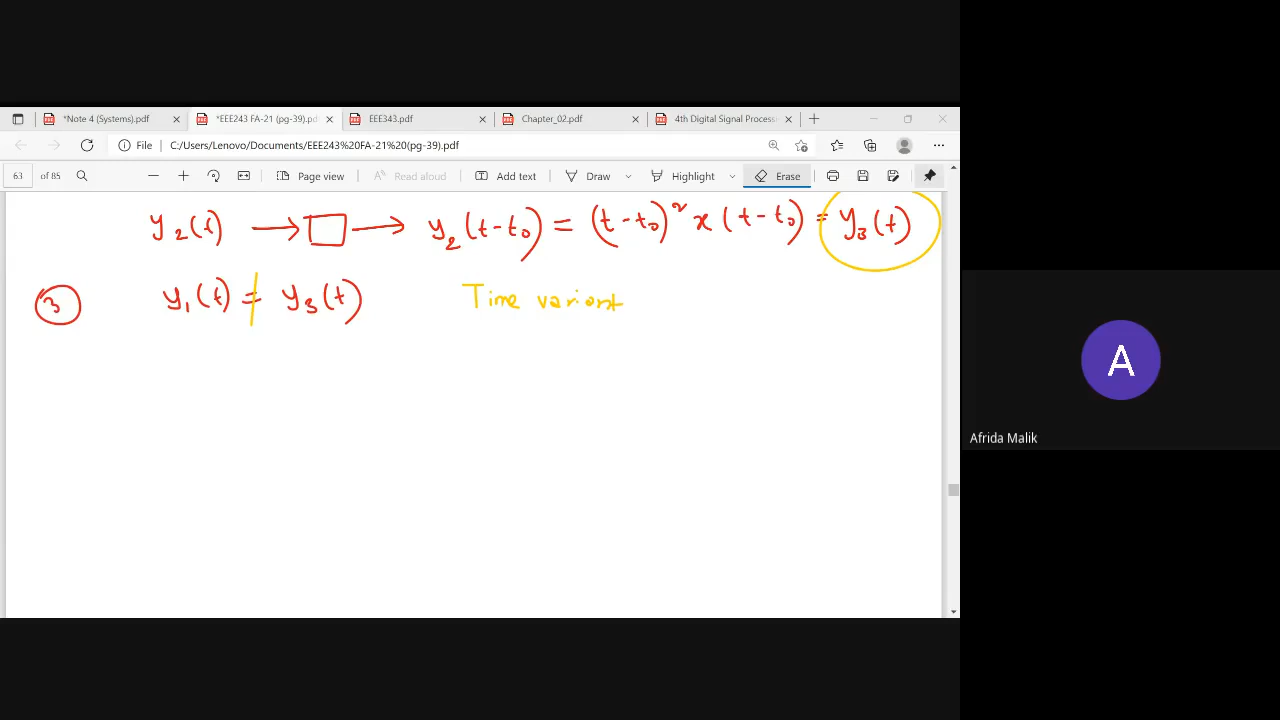 *Note 4 (Systems).pdf *EEE243 FA-21 (pg-39).pd EEE343.pdf Chapter_02.pdf 4th Digital Signal Process
File C:/Users/Lenovo/Documents/EEE243%20FA-21%20(pg-39).pdf
63 of 85 Page view Read aloud Add text Draw Highlight Erase
y₂(t) → □ → y₂(t-t₀) = (t-t₀)² x(t-t₀) = y₃(t)
3 y₁(t) ≠ y₃(t) Time variant
A
Afrida Malik